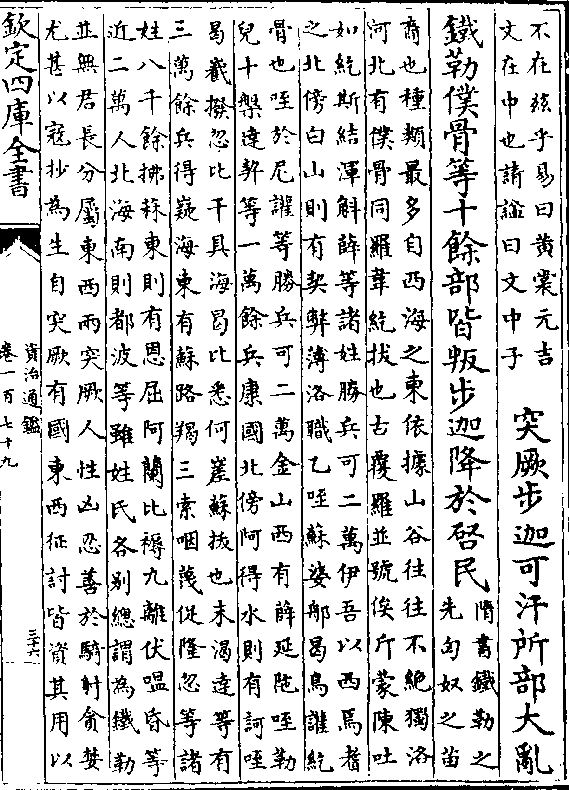 不在兹乎易曰黄裳元吉
文在中也請諡曰文中子
突厥步迦可汗所部大亂
鐵勒僕骨等十餘部皆叛步迦降於啓民
隋書鐵勒之
先匈奴之苗
裔也種類最多自西海之東依據山谷往往不絶獨洛
河北有僕骨同羅韋紇拔也古覆羅並號俟斤蒙陳吐
如紇斯結渾斛薛等諸姓勝兵可二萬伊吾以西焉耆
之北傍白山則有契弊薄洛職乙咥蘇婆那曷烏讙紇
骨也咥於尼讙等勝兵可二萬金山西有薛延陁咥勒
兒十槃達契等一萬餘兵康國北傍阿得水則有訶咥
曷嶻撥忽比干具海曷比悉何嵳蘇拔也末渴達等有
三萬餘兵得嶷海東有蘇路羯三索咽蔑促隆忽等諸
姓八千餘拂菻東則有恩屈阿蘭比褥九離伏嗢昏等
近二萬人北海南則都波等雖姓氏各别總謂為鐵勒
並無君長分屬東西兩突厥人性凶忍善於騎射貪婪
尤甚以寇抄為生自突厥有國東西征討皆資其用以
欽定四庫全書
資治通鑑
卷一百七十九
三十六